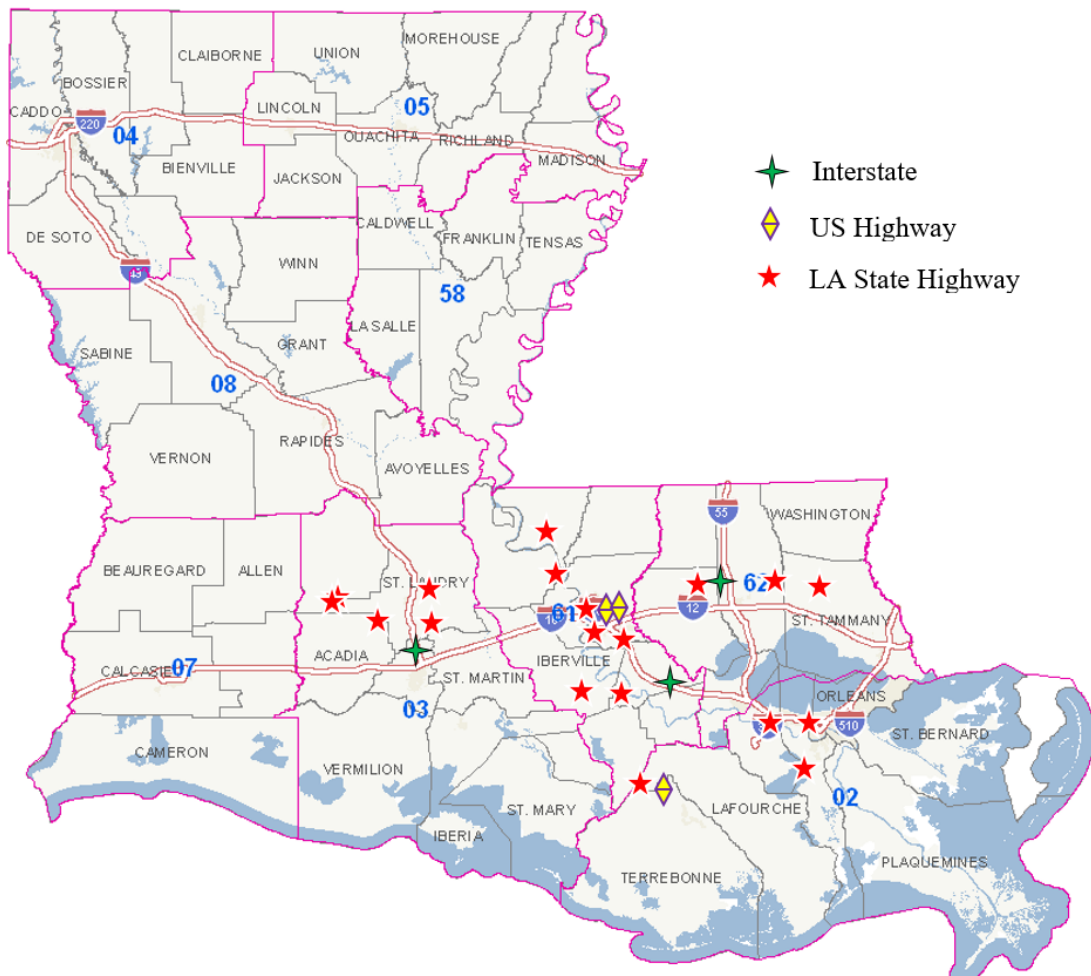 MOREHOUSE
UNION
CLAIBORNE
BOSSIER
CADDO
220
04
LINCOLN
05
OUACHITA
RICHLAND
MADISON
BIENVILLE
JACKSON
Interstate
CALDWELL
DE SOTO
FRANKLIN
TENSAS
US Highway
WINN
LA State Highway
58
LA SALLE
GRANT
SABINE
08
RAPIDES
VERNON
AVOYELLES
55
WASHINGTON
BEAUREGARD
ALLEN
ST. LANDRY
62
61
12
ST. TAMMANY
ACADIA
IBERVILLE
07
CALCASIEU
ST. MARTIN
ORLEANS
03
510
ST. BERNARD
CAMERON
VERMILION
ST. MARY
LAFOURCHE
02
IBERIA
PLAQUEMINES
TERREBONNE